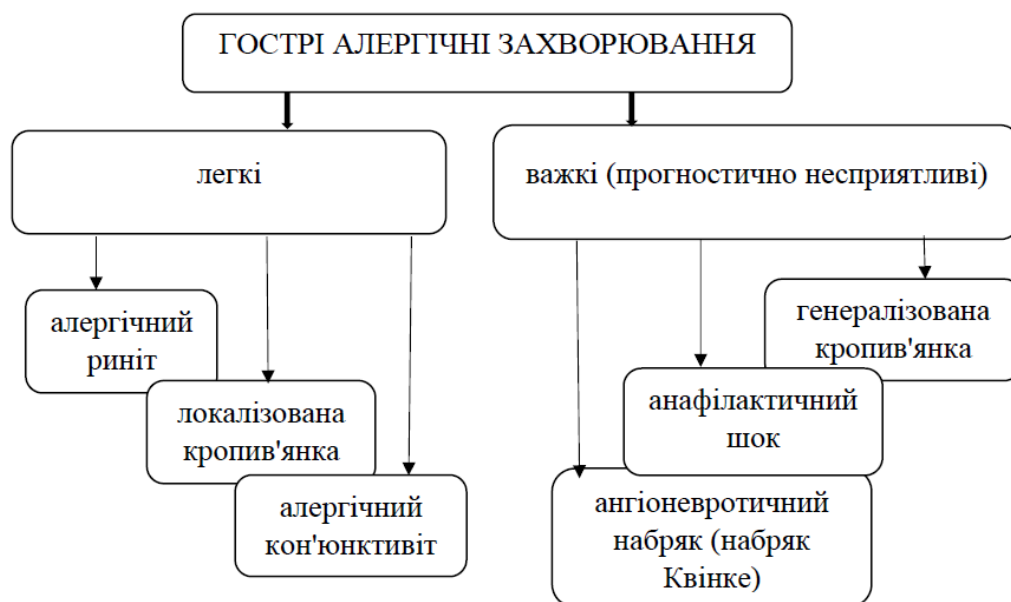 ГОСТРІ АЛЕРГІЧНІ ЗАХВОРЮВАННЯ
легкі
важкі (прогностично несприятливі)
алергічний
риніт
локалізована
кропив'янка
алергічний
кон'юнктивіт
генералізована
кропив'янка
анафілактичний
шок
ангіоневротичний
набряк (набряк
Квінке)